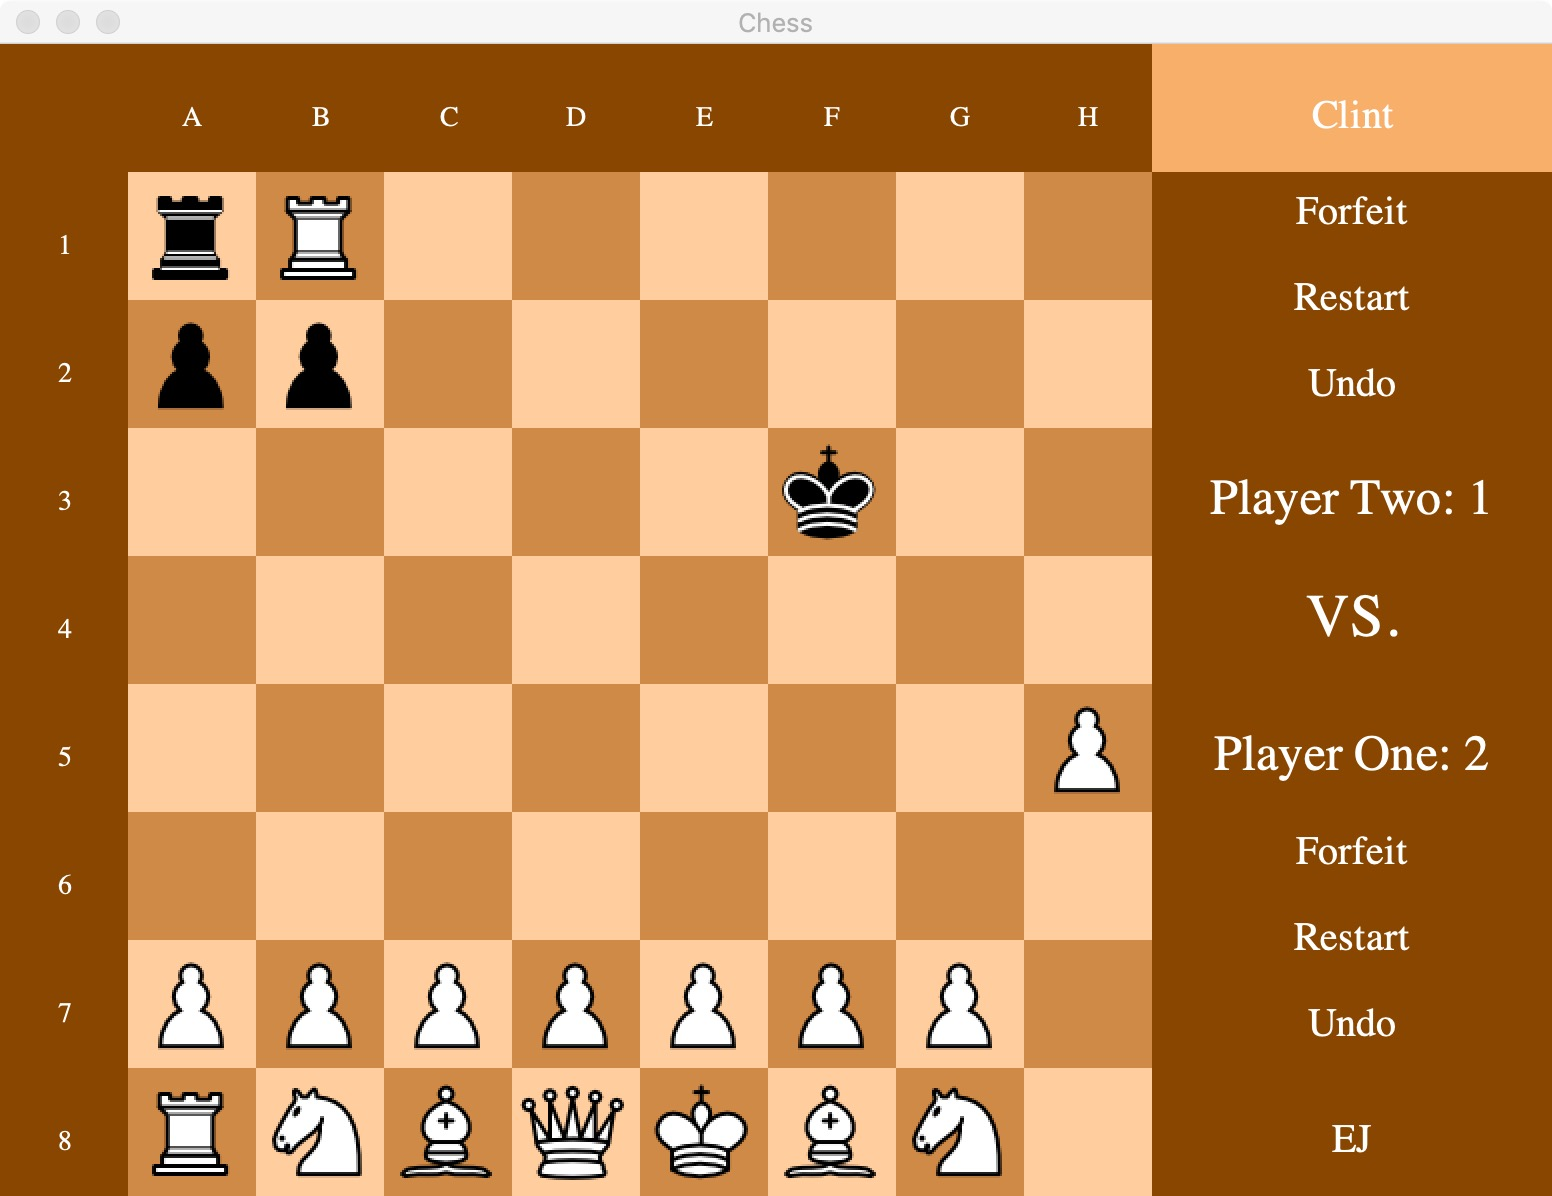 Chess
A B C D E F G H
Clint
1
Forfeit
Restart
2
Undo
3
Player Two: 1
4
VS.
5
Player One: 2
Forfeit
6
Restart
7
Undo
8
EJ